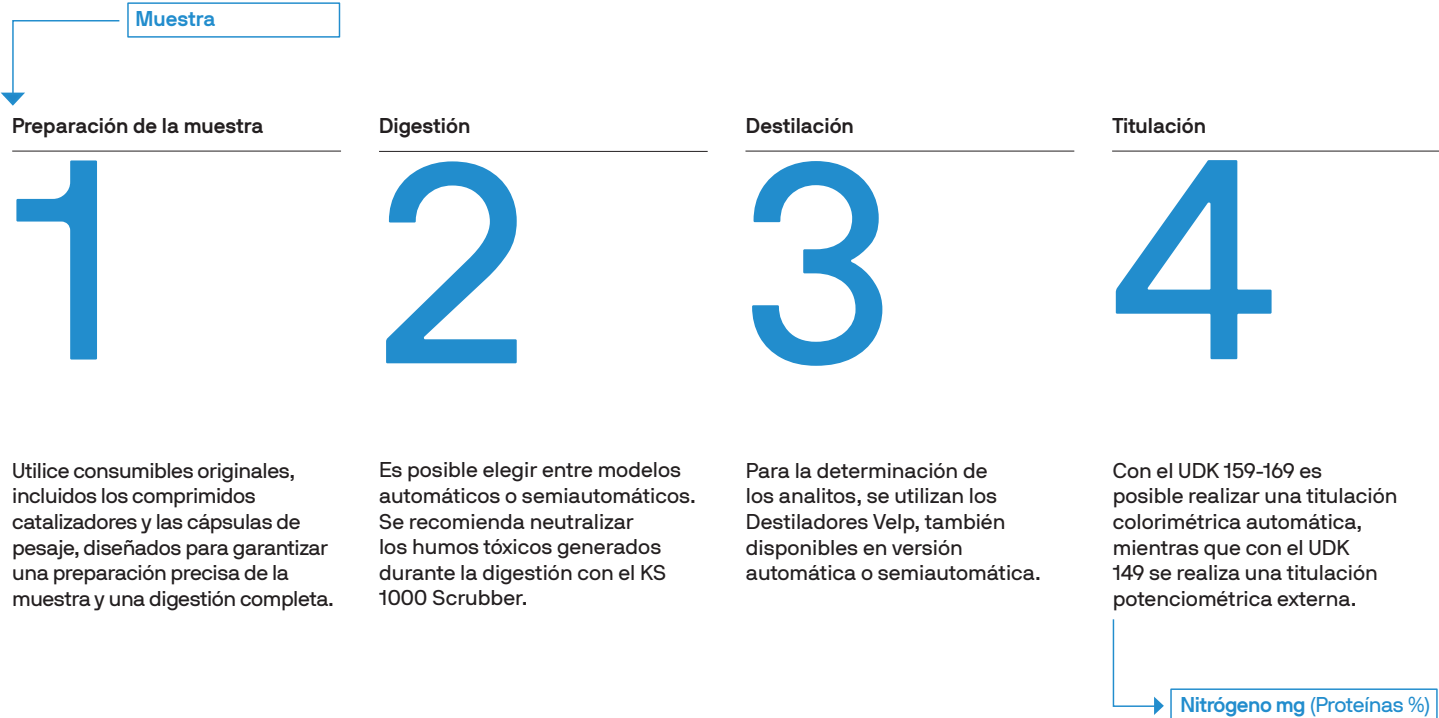 Muestra
Preparación de la muestra
1
Utilice consumibles originales,
incluidos los comprimidos
catalizadores y las cápsulas de
pesaje, diseñados para garantizar
una preparación precisa de la
muestra y una digestión completa.
Digestión
2
Es posible elegir entre modelos
automáticos o semiautomáticos.
Se recomienda neutralizar
los humos tóxicos generados
durante la digestión con el KS
1000 Scrubber.
Destilación
3
Para la determinación de
los analitos, se utilizan los
Destiladores Velp, también
disponibles en versión
automática o semiautomática.
Titulación
4
Con el UDK 159-169 es
posible realizar una titulación
colorimétrica automática,
mientras que con el UDK
149 se realiza una titulación
potenciométrica externa.
Nitrógeno mg (Proteínas %)